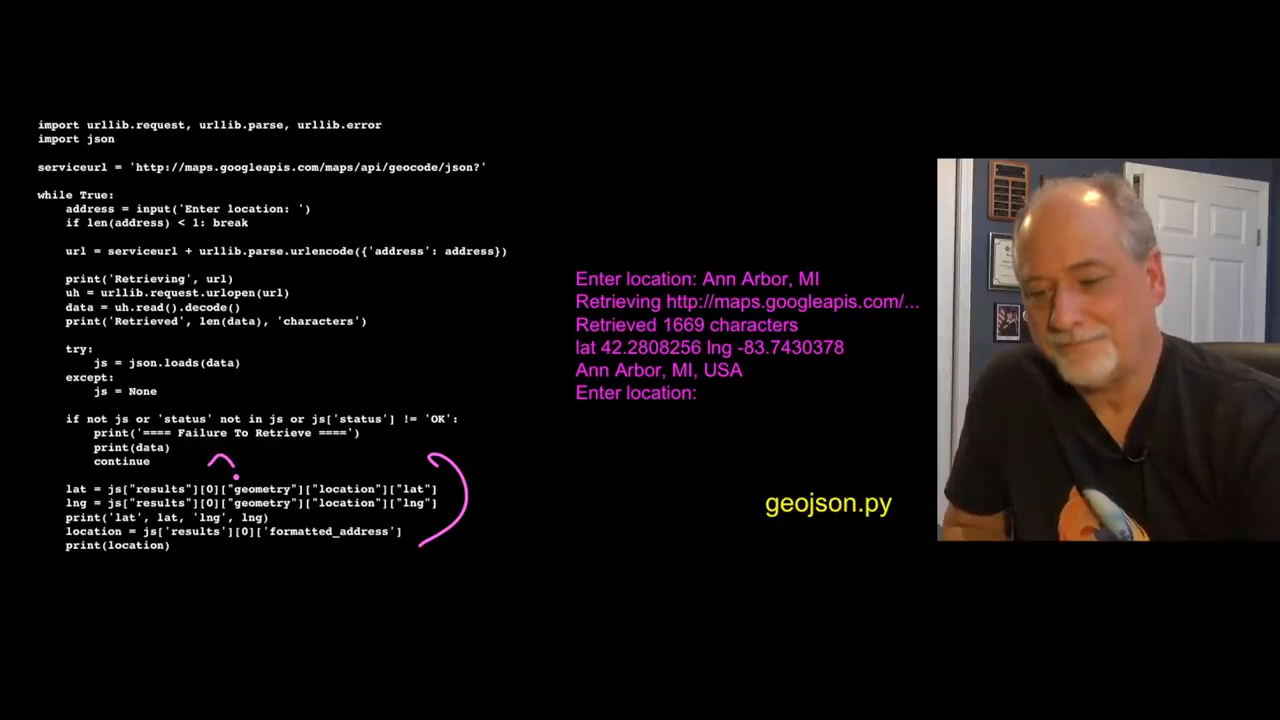 import urllib.request, urllib.parse, urllib.error
import json
serviceurl = 'http://maps.googleapis.com/maps/api/geocode/json?'
while True:
    address = input('Enter location: ')
    if len(address) < 1: break
    url = serviceurl + urllib.parse.urlencode({'address': address})
    print('Retrieving', url)
    uh = urllib.request.urlopen(url)
    data = uh.read().decode()
    print('Retrieved', len(data), 'characters')
    try:
        js = json.loads(data)
    except:
        js = None
    if not js or 'status' not in js or js['status'] != 'OK':
        print('==== Failure To Retrieve ====')
        print(data)
        continue
    lat = js["results"][0]["geometry"]["location"]["lat"]
    lng = js["results"][0]["geometry"]["location"]["lng"]
    print('lat', lat, 'lng', lng)
    location = js['results'][0]['formatted_address']
    print(location)
Enter location: Ann Arbor, MI
Retrieving http://maps.googleapis.com/...
Retrieved 1669 characters
lat 42.2808256 lng -83.7430378
Ann Arbor, MI, USA
Enter location:
geojson.py